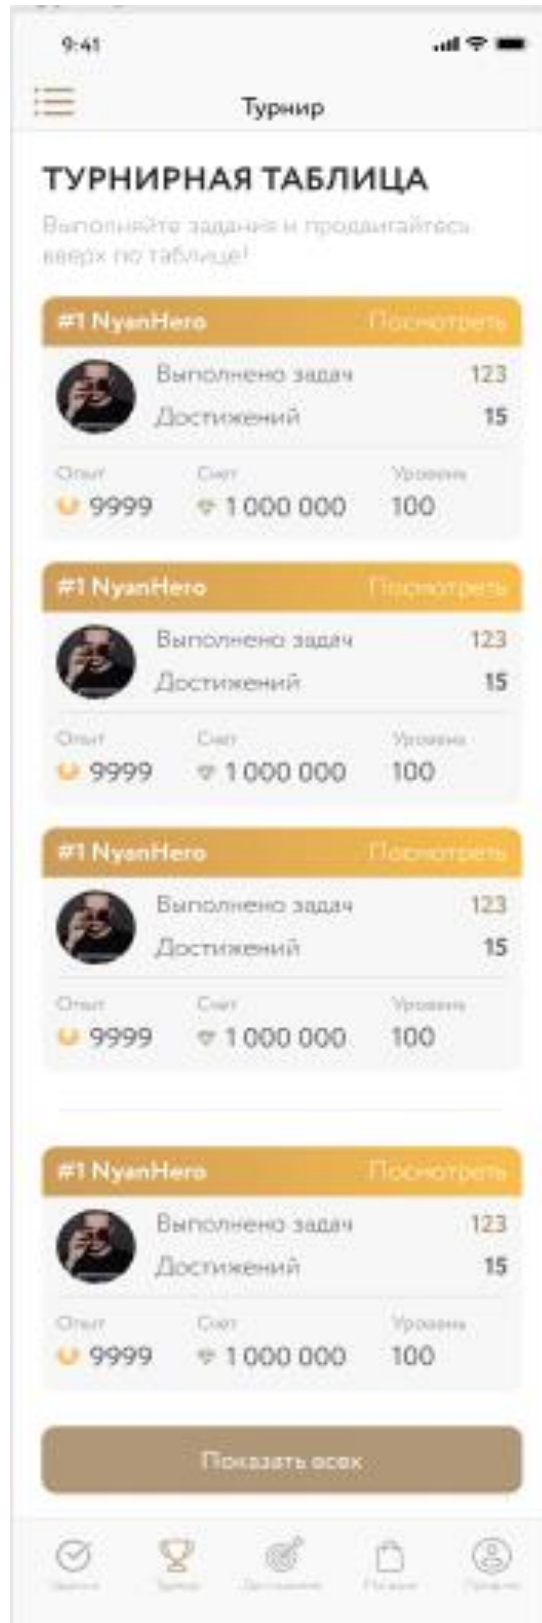 9:41
Турнир
ТУРНИРНАЯ ТАБЛИЦА
Выполняйте задания и продвигайтесь
вверх по таблице!
#1 NyanHero Посмотреть
Выполнено задач 123
Достижений 15
Опыт Счет Уровень
9999 1 000 000 100
#1 NyanHero Посмотреть
Выполнено задач 123
Достижений 15
Опыт Счет Уровень
9999 1 000 000 100
#1 NyanHero Посмотреть
Выполнено задач 123
Достижений 15
Опыт Счет Уровень
9999 1 000 000 100
#1 NyanHero Посмотреть
Выполнено задач 123
Достижений 15
Опыт Счет Уровень
9999 1 000 000 100
Показать всех